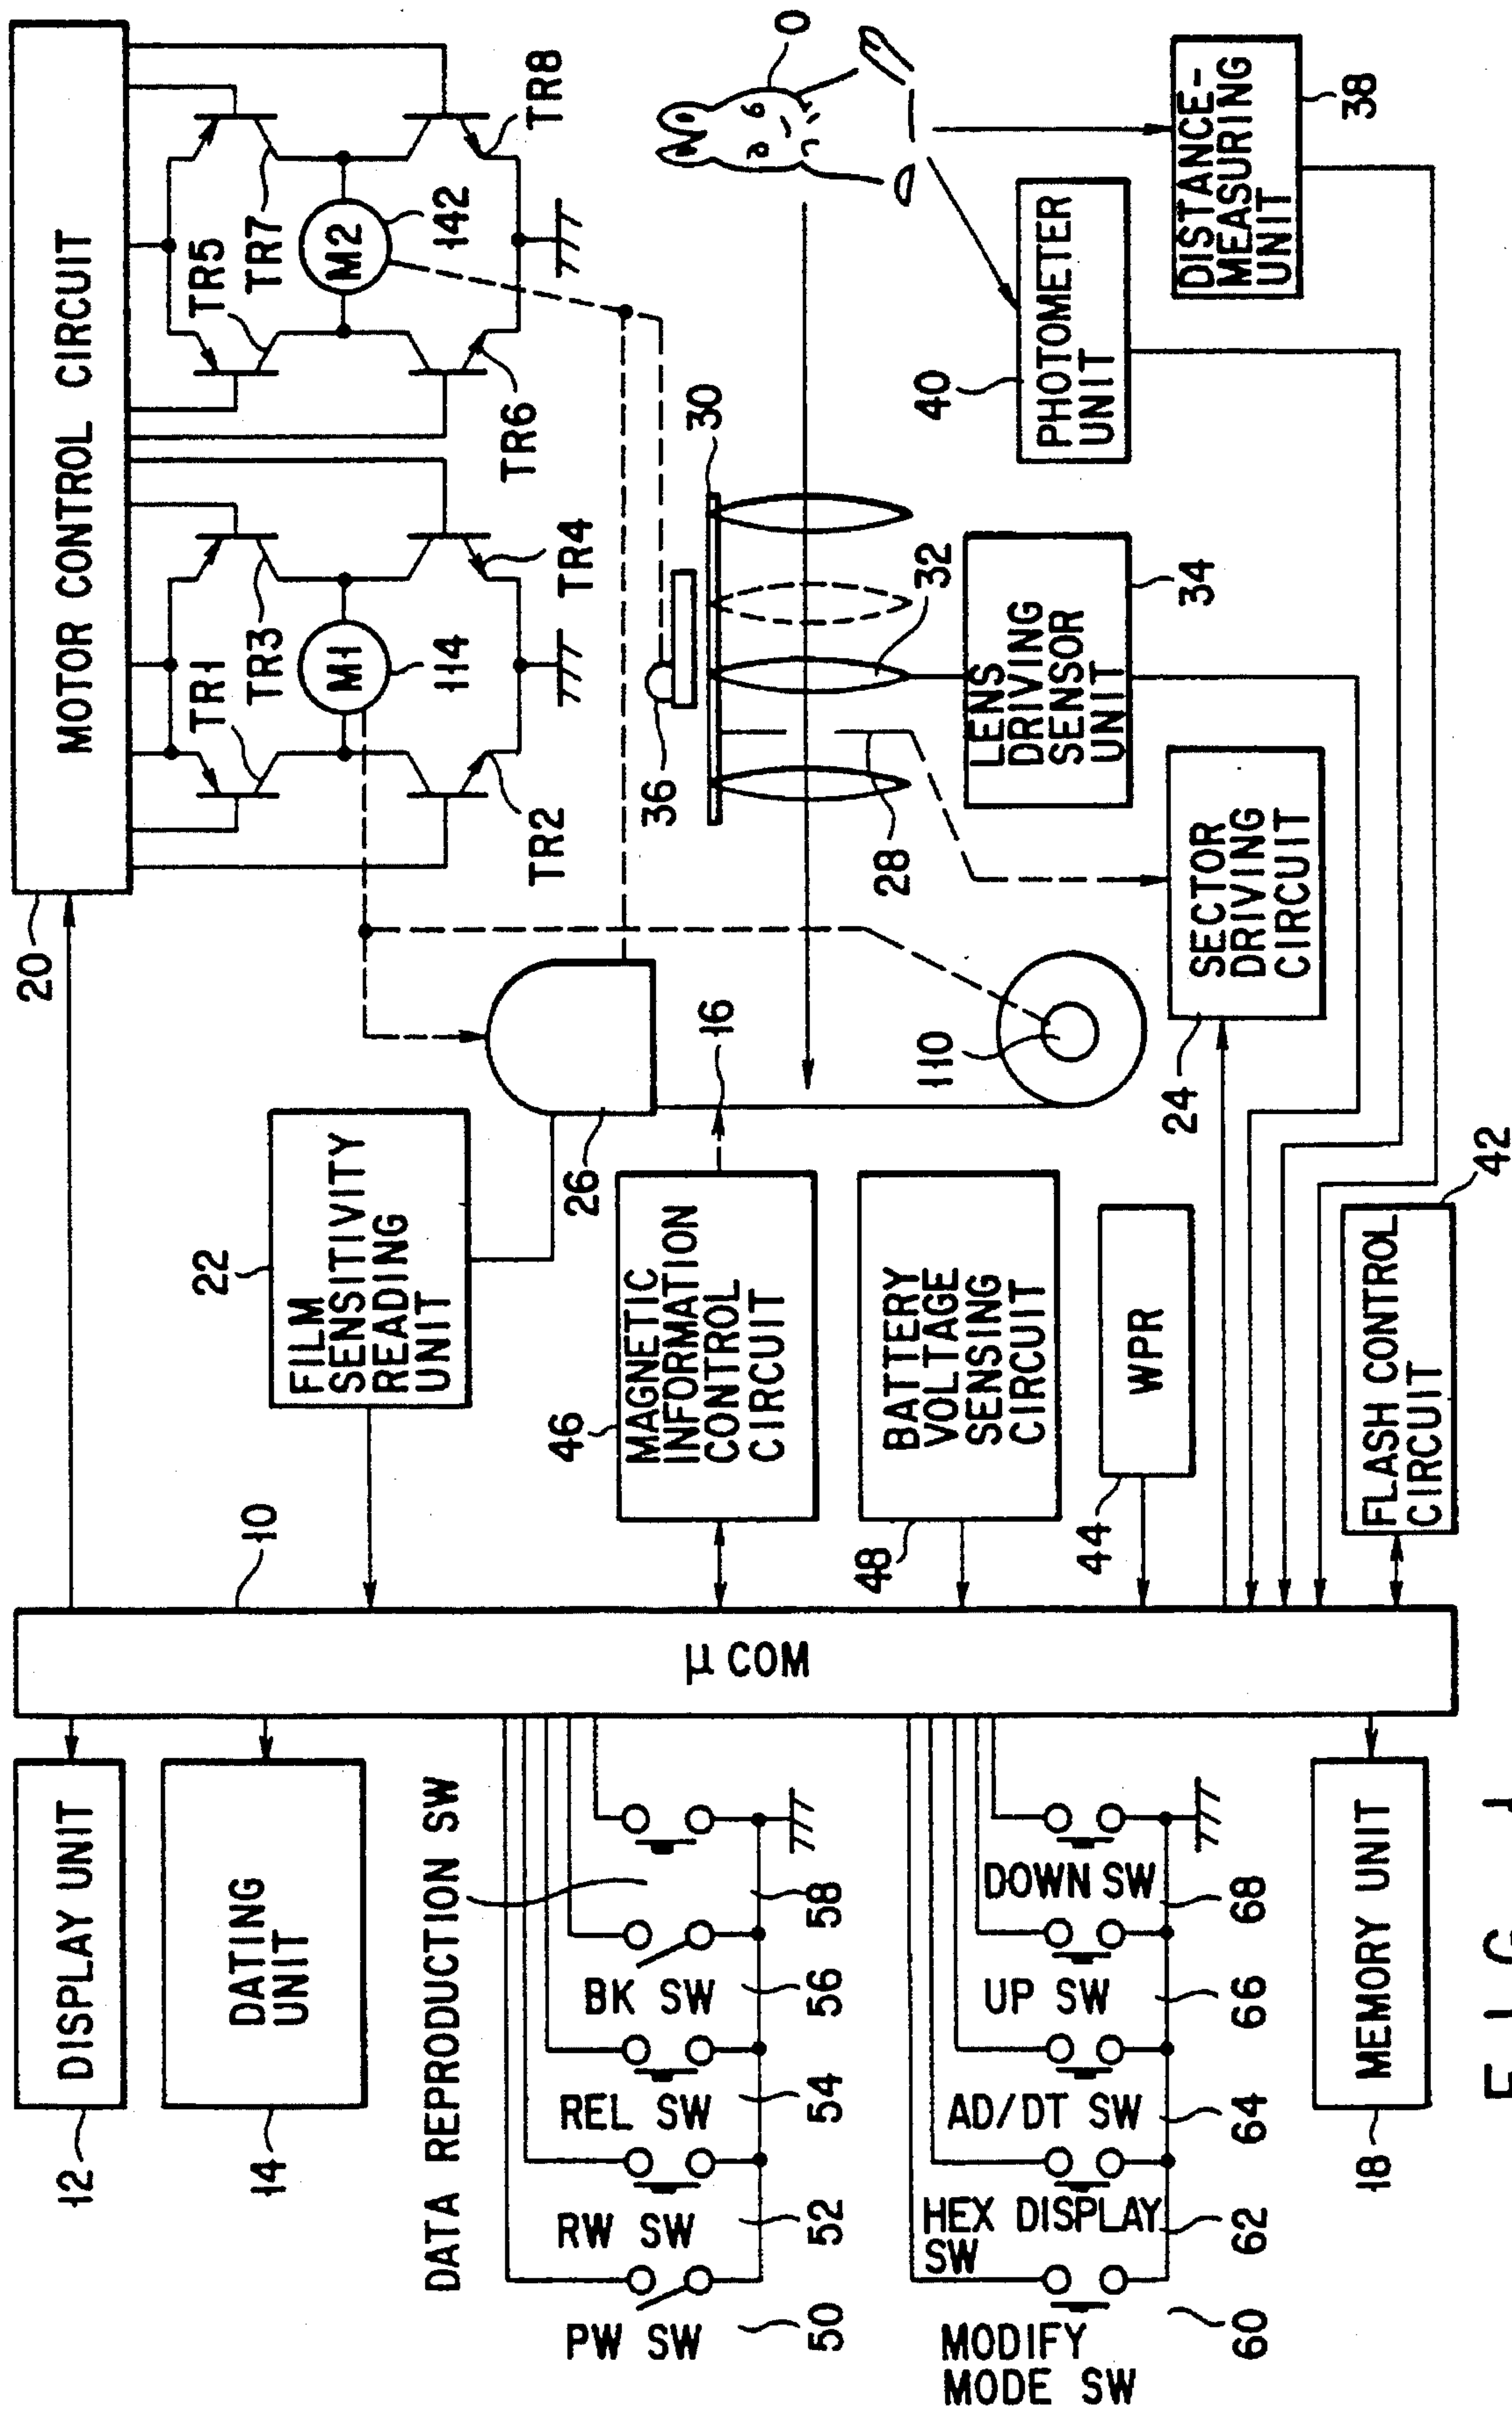 DISPLAY UNIT
12
DATING
UNIT
14
DATA REPRODUCTION SW
PW SW
50
RW SW
52
REL SW
54
BK SW
56
58
MODIFY
MODE SW
60
HEX DISPLAY
SW
62
AD/DT SW
64
UP SW
66
DOWN SW
68
MEMORY UNIT
18
μ COM
10
FILM
SENSITIVITY
READING
UNIT
22
MAGNETIC
INFORMATION
CONTROL
CIRCUIT
46
BATTERY
VOLTAGE
SENSING
CIRCUIT
48
WPR
44
FLASH CONTROL
CIRCUIT
42
26
16
110
SECTOR
DRIVING
CIRCUIT
24
MOTOR CONTROL CIRCUIT
20
TR1
TR2
TR3
TR4
M1
114
TR5
TR6
TR7
TR8
M2
142
36
30
28
32
LENS
DRIVING
SENSOR
UNIT
34
PHOTOMETER
UNIT
40
DISTANCE-
MEASURING
UNIT
38
O